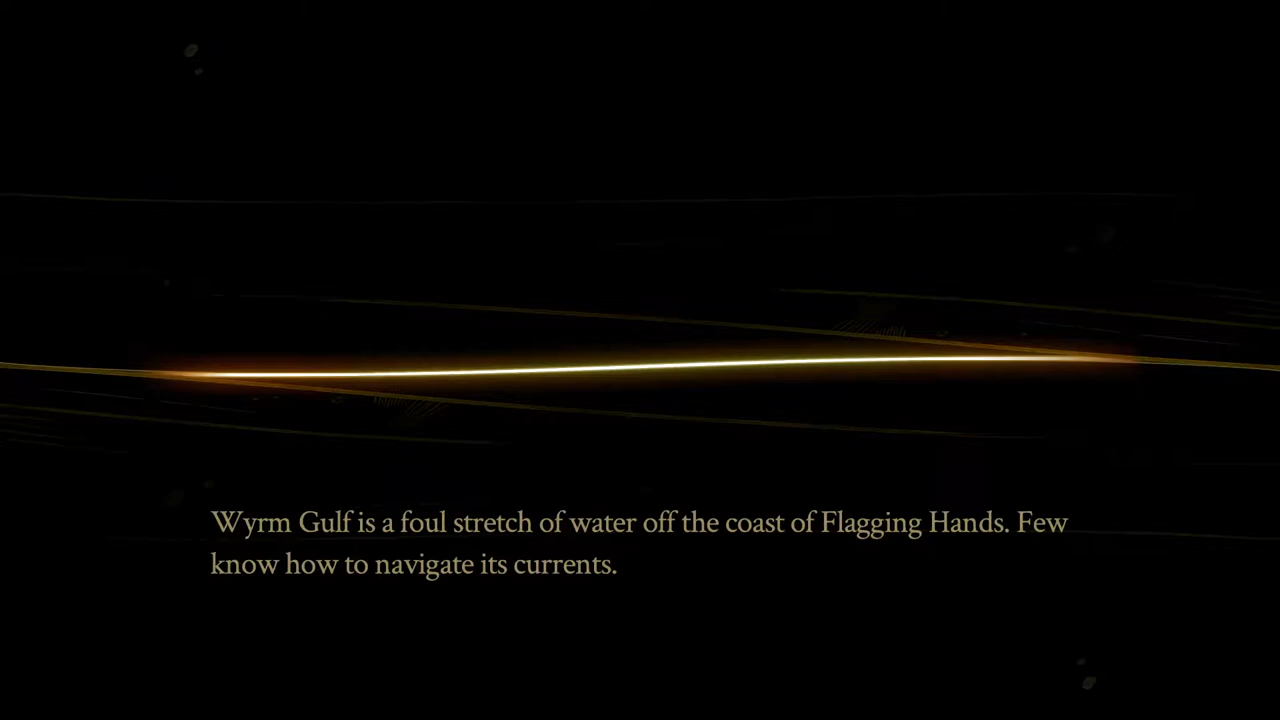 Wyrm Gulf is a foul stretch of water off the coast of Flagging Hands. Few
know how to navigate its currents.